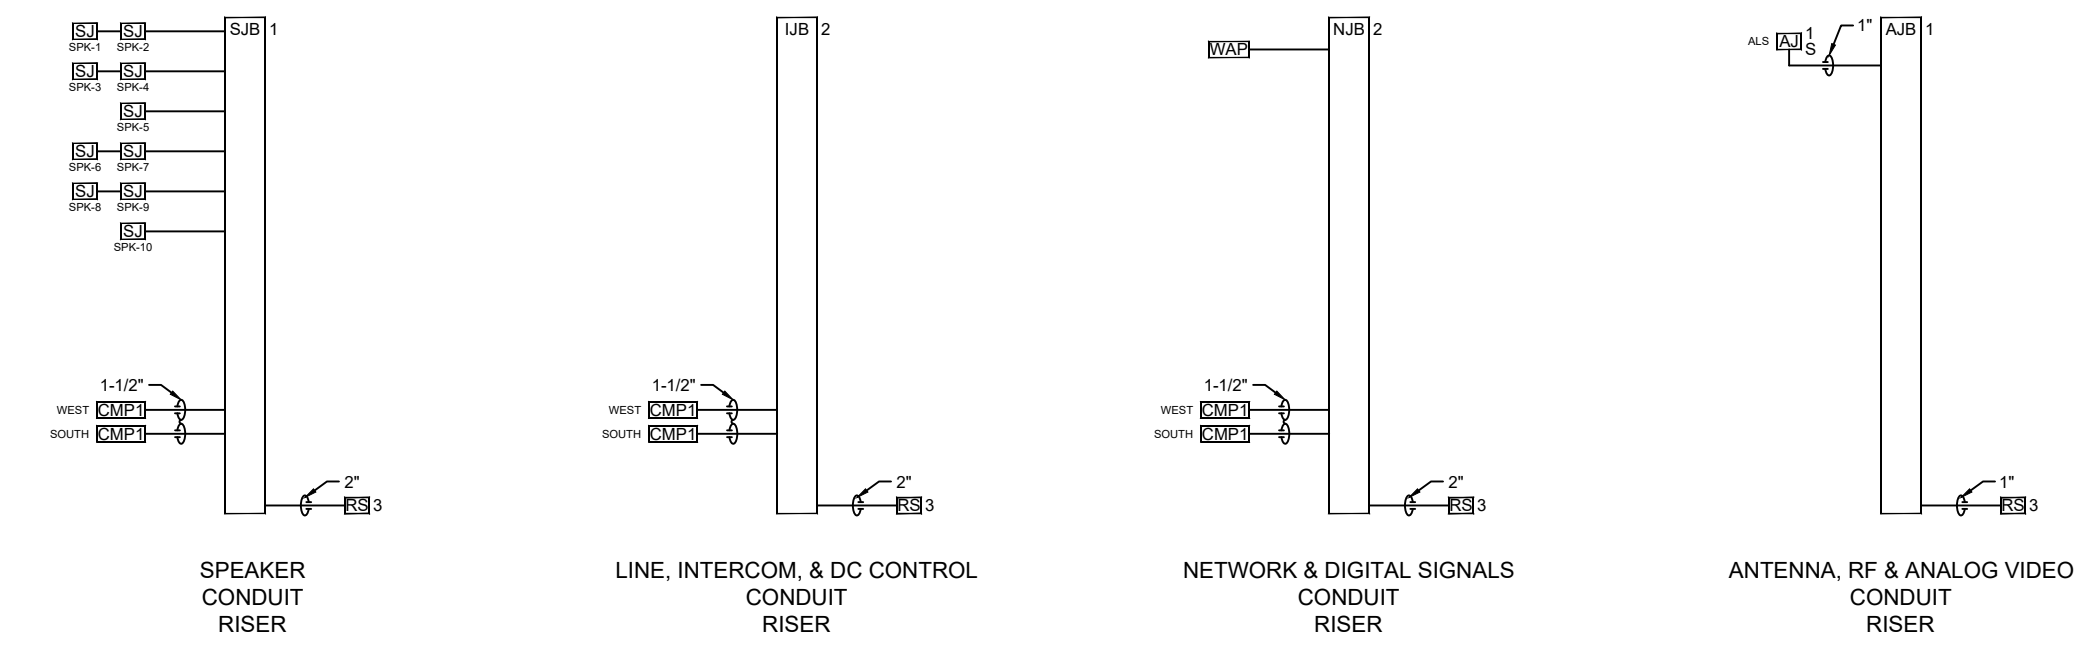 SJ SJ SJB 1
SPK-1 SPK-2
SJ SJ
SPK-3 SPK-4
SJ
SPK-5
SJ SJ
SPK-6 SPK-7
SJ SJ
SPK-8 SPK-9
SJ
SPK-10
1-1/2"
WEST CMP1
SOUTH CMP1
2"
RS 3
SPEAKER
CONDUIT
RISER
IJB 2
1-1/2"
WEST CMP1
SOUTH CMP1
2"
RS 3
LINE, INTERCOM, & DC CONTROL
CONDUIT
RISER
NJB 2
WAP
1-1/2"
WEST CMP1
SOUTH CMP1
2"
RS 3
NETWORK & DIGITAL SIGNALS
CONDUIT
RISER
1" AJB 1
ALS AJ 1
S
1"
RS 3
ANTENNA, RF & ANALOG VIDEO
CONDUIT
RISER